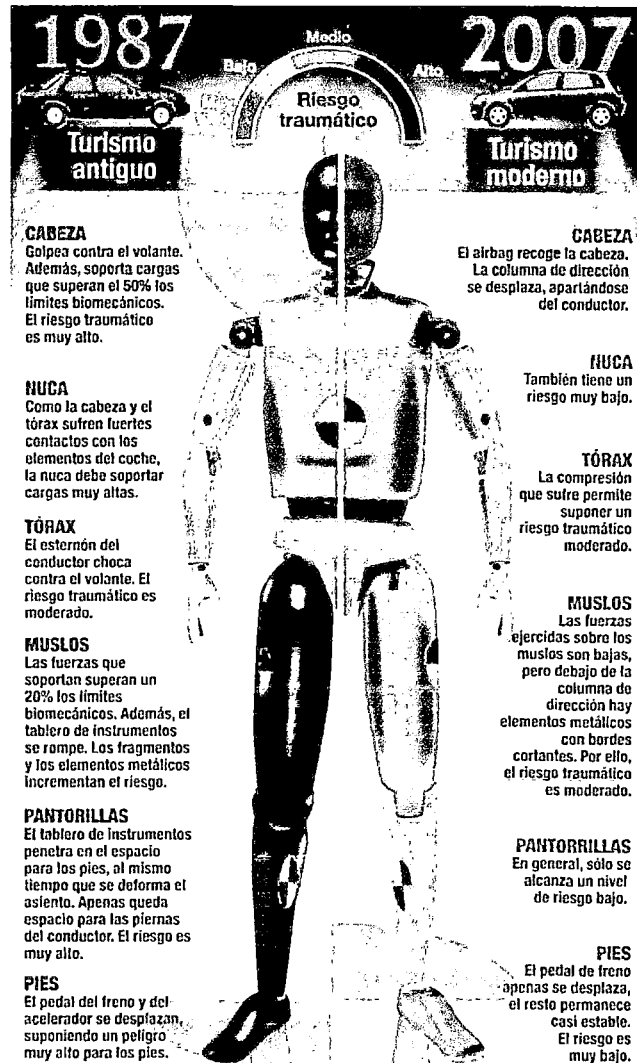 1987
2007
Bajo
Medio
Alto
Riesgo
traumático
Turismo
antiguo
Turismo
moderno
CABEZA
Golpea contra el volante.
Además, soporta cargas
que superan el 50% los
límites biomecánicos.
El riesgo traumático
es muy alto.
NUCA
Como la cabeza y el
tórax sufren fuertes
contactos con los
elementos del coche,
la nuca debe soportar
cargas muy altas.
TÓRAX
El esternón del
conductor choca
contra el volante. El
riesgo traumático es
moderado.
MUSLOS
Las fuerzas que
soportan superan un
20% los límites
biomecánicos. Además, el
tablero de instrumentos
se rompe. Los fragmentos
y los elementos metálicos
incrementan el riesgo.
PANTORILLAS
El tablero de instrumentos
penetra en el espacio
para los pies, al mismo
tiempo que se deforma el
asiento. Apenas queda
espacio para las piernas
del conductor. El riesgo es
muy alto.
PIES
El pedal del freno y del
acelerador se desplazan,
suponiendo un peligro
muy alto para los pies.
CABEZA
El airbag recoge la cabeza.
La columna de dirección
se desplaza, apartándose
del conductor.
NUCA
También tiene un
riesgo muy bajo.
TÓRAX
La compresión
que sufre permite
suponer un
riesgo traumático
moderado.
MUSLOS
Las fuerzas
ejercidas sobre los
muslos son bajas,
pero debajo de la
columna de
dirección hay
elementos metálicos
con bordes
cortantes. Por ello,
el riesgo traumático
es moderado.
PANTORRILLAS
En general, sólo se
alcanza un nivel
de riesgo bajo.
PIES
El pedal de freno
apenas se desplaza,
el resto permanece
casi estable.
El riesgo es
muy bajo.